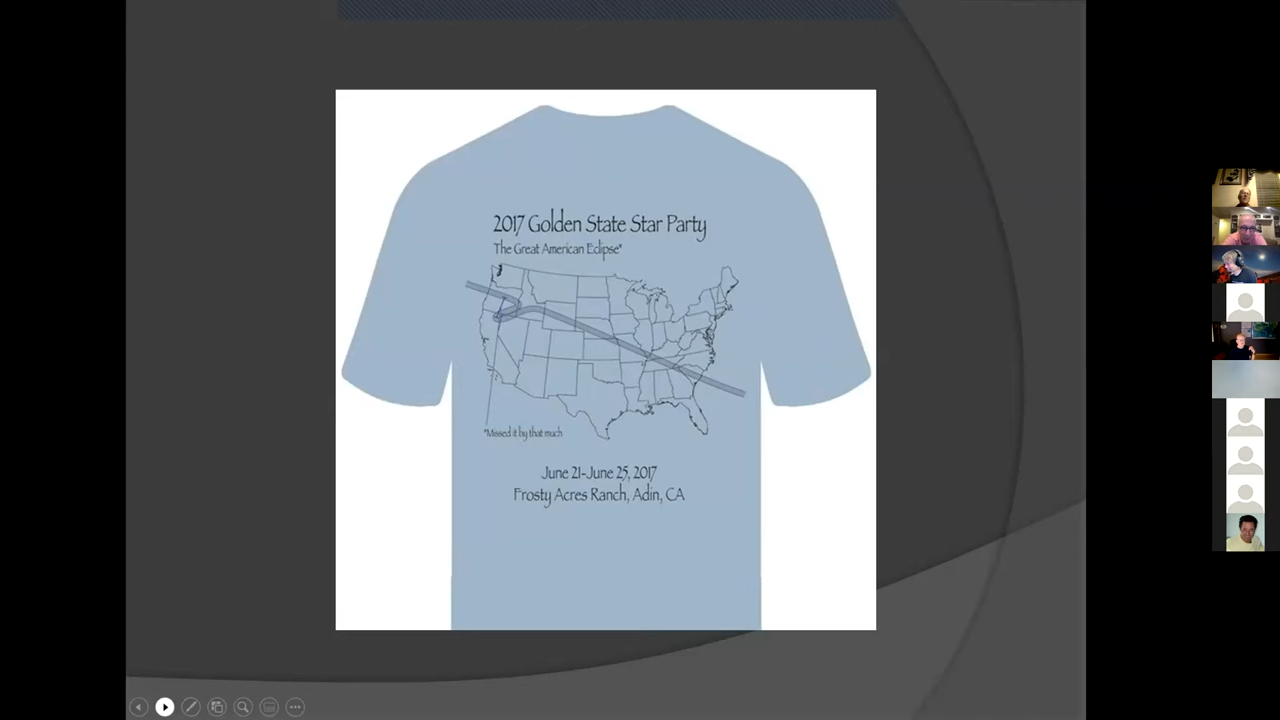 2017 Golden State Star Party
The Great American Eclipse*
*Missed it by that much
June 21-June 25, 2017
Frosty Acres Ranch, Adin, CA